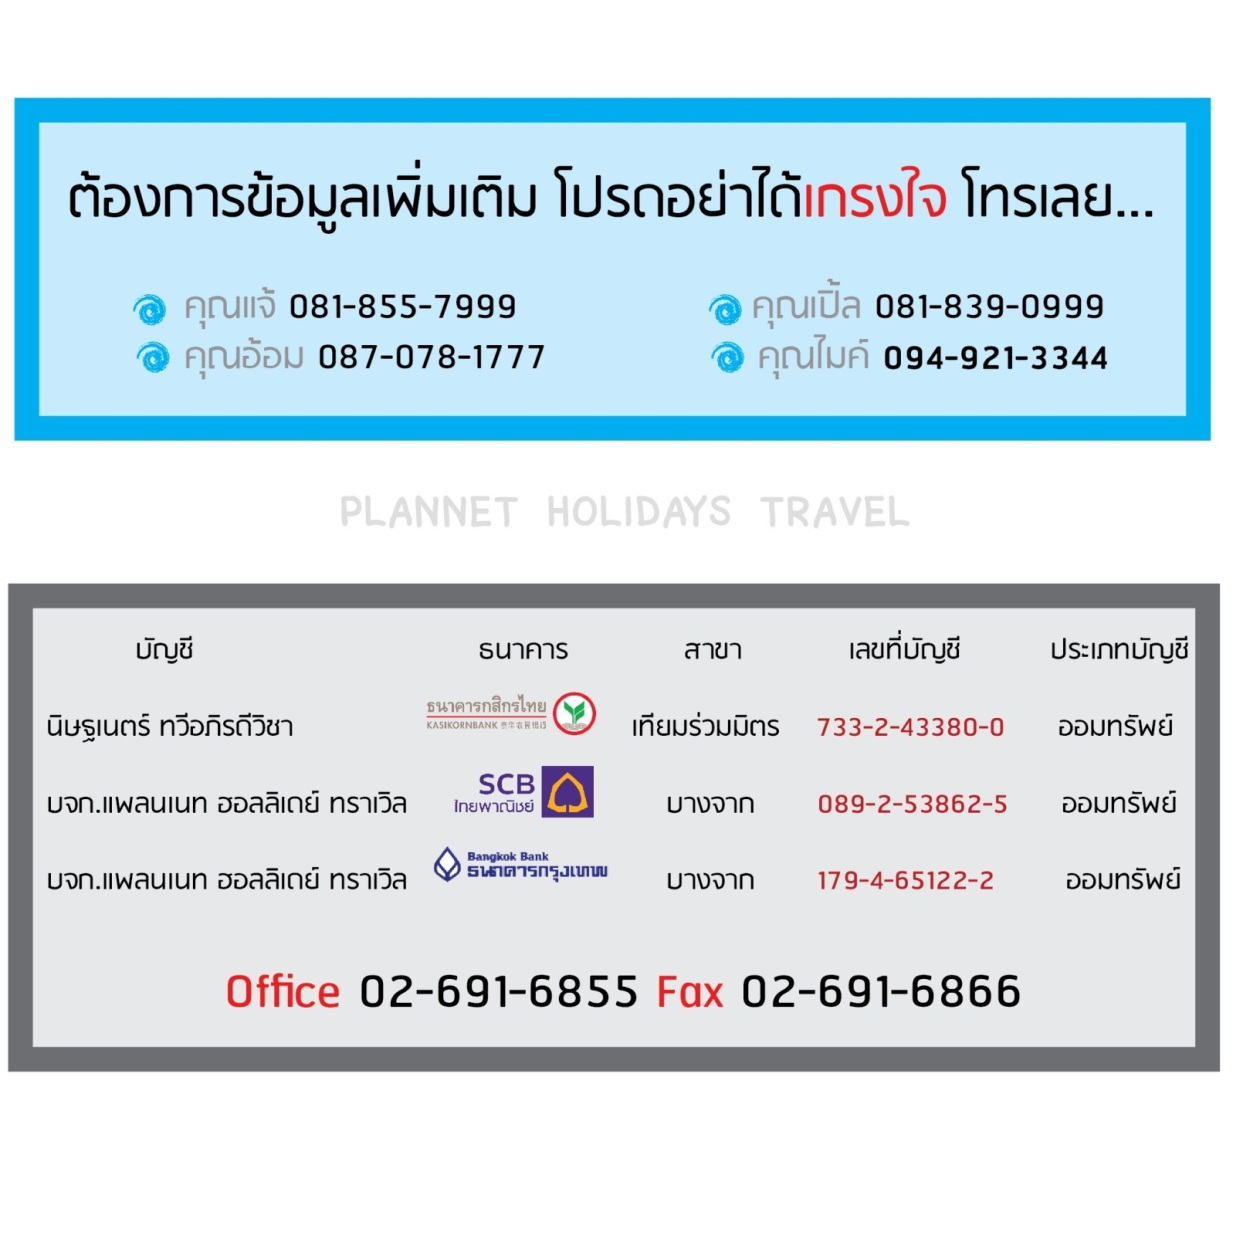 ต้องการข้อมูลเพิ่มเติม โปรดอย่าได้เกรงใจ โทรเลย...
คุณแจ้ 081-855-7999 คุณเปิ้ล 081-839-0999
คุณอ้อม 087-078-1777 คุณไมค์ 094-921-3344
PLANNET HOLIDAYS TRAVEL
บัญชี ธนาคาร สาขา เลขที่บัญชี ประเภทบัญชี
ธนาคารกสิกรไทย
KASIKORNBANK
นิษฐเนตร์ ทวีอภิรดีวิชา เทียมร่วมมิตร 733-2-43380-0 ออมทรัพย์
SCB
ไทยพาณิชย์
บจก.แพลนเนท ฮอลลิเดย์ ทราเวิล บางจาก 089-2-53862-5 ออมทรัพย์
Bangkok Bank
ธนาคารกรุงเทพ
บจก.แพลนเนท ฮอลลิเดย์ ทราเวิล บางจาก 179-4-65122-2 ออมทรัพย์
Office 02-691-6855 Fax 02-691-6866